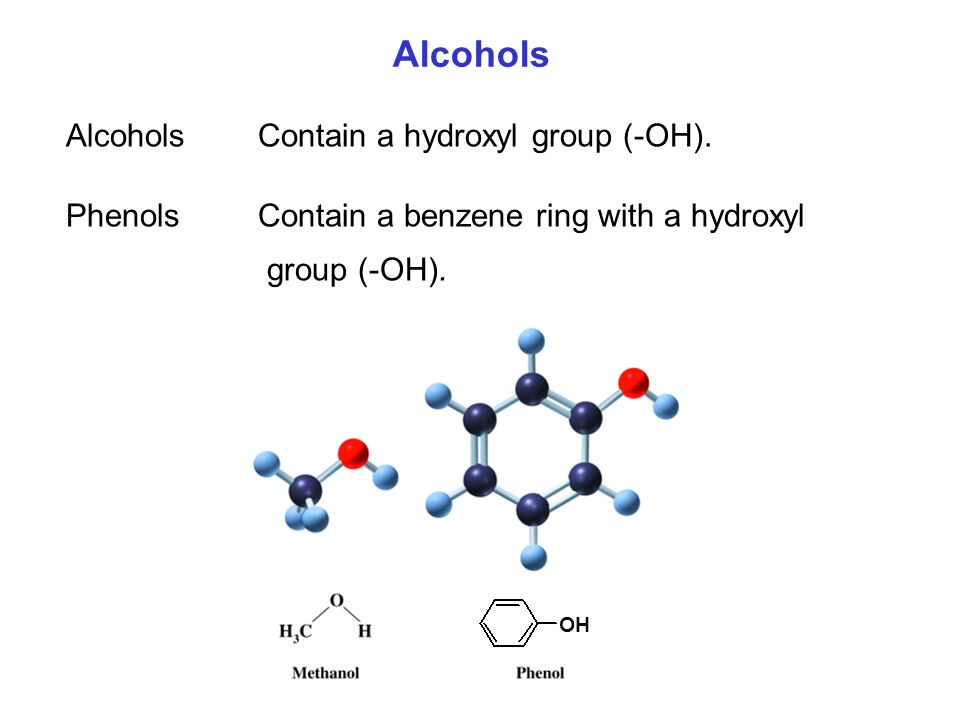 Alcohols
Alcohols Contain a hydroxyl group (-OH).
Phenols Contain a benzene ring with a hydroxyl
group (-OH).
O
H3C H
OH
Methanol Phenol